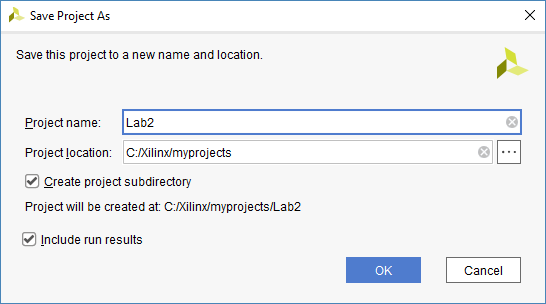 Save Project As
Save this project to a new name and location.
Project name: Lab2
Project location: C:/Xilinx/myprojects ...
Create project subdirectory
Project will be created at: C:/Xilinx/myprojects/Lab2
Include run results
OK Cancel